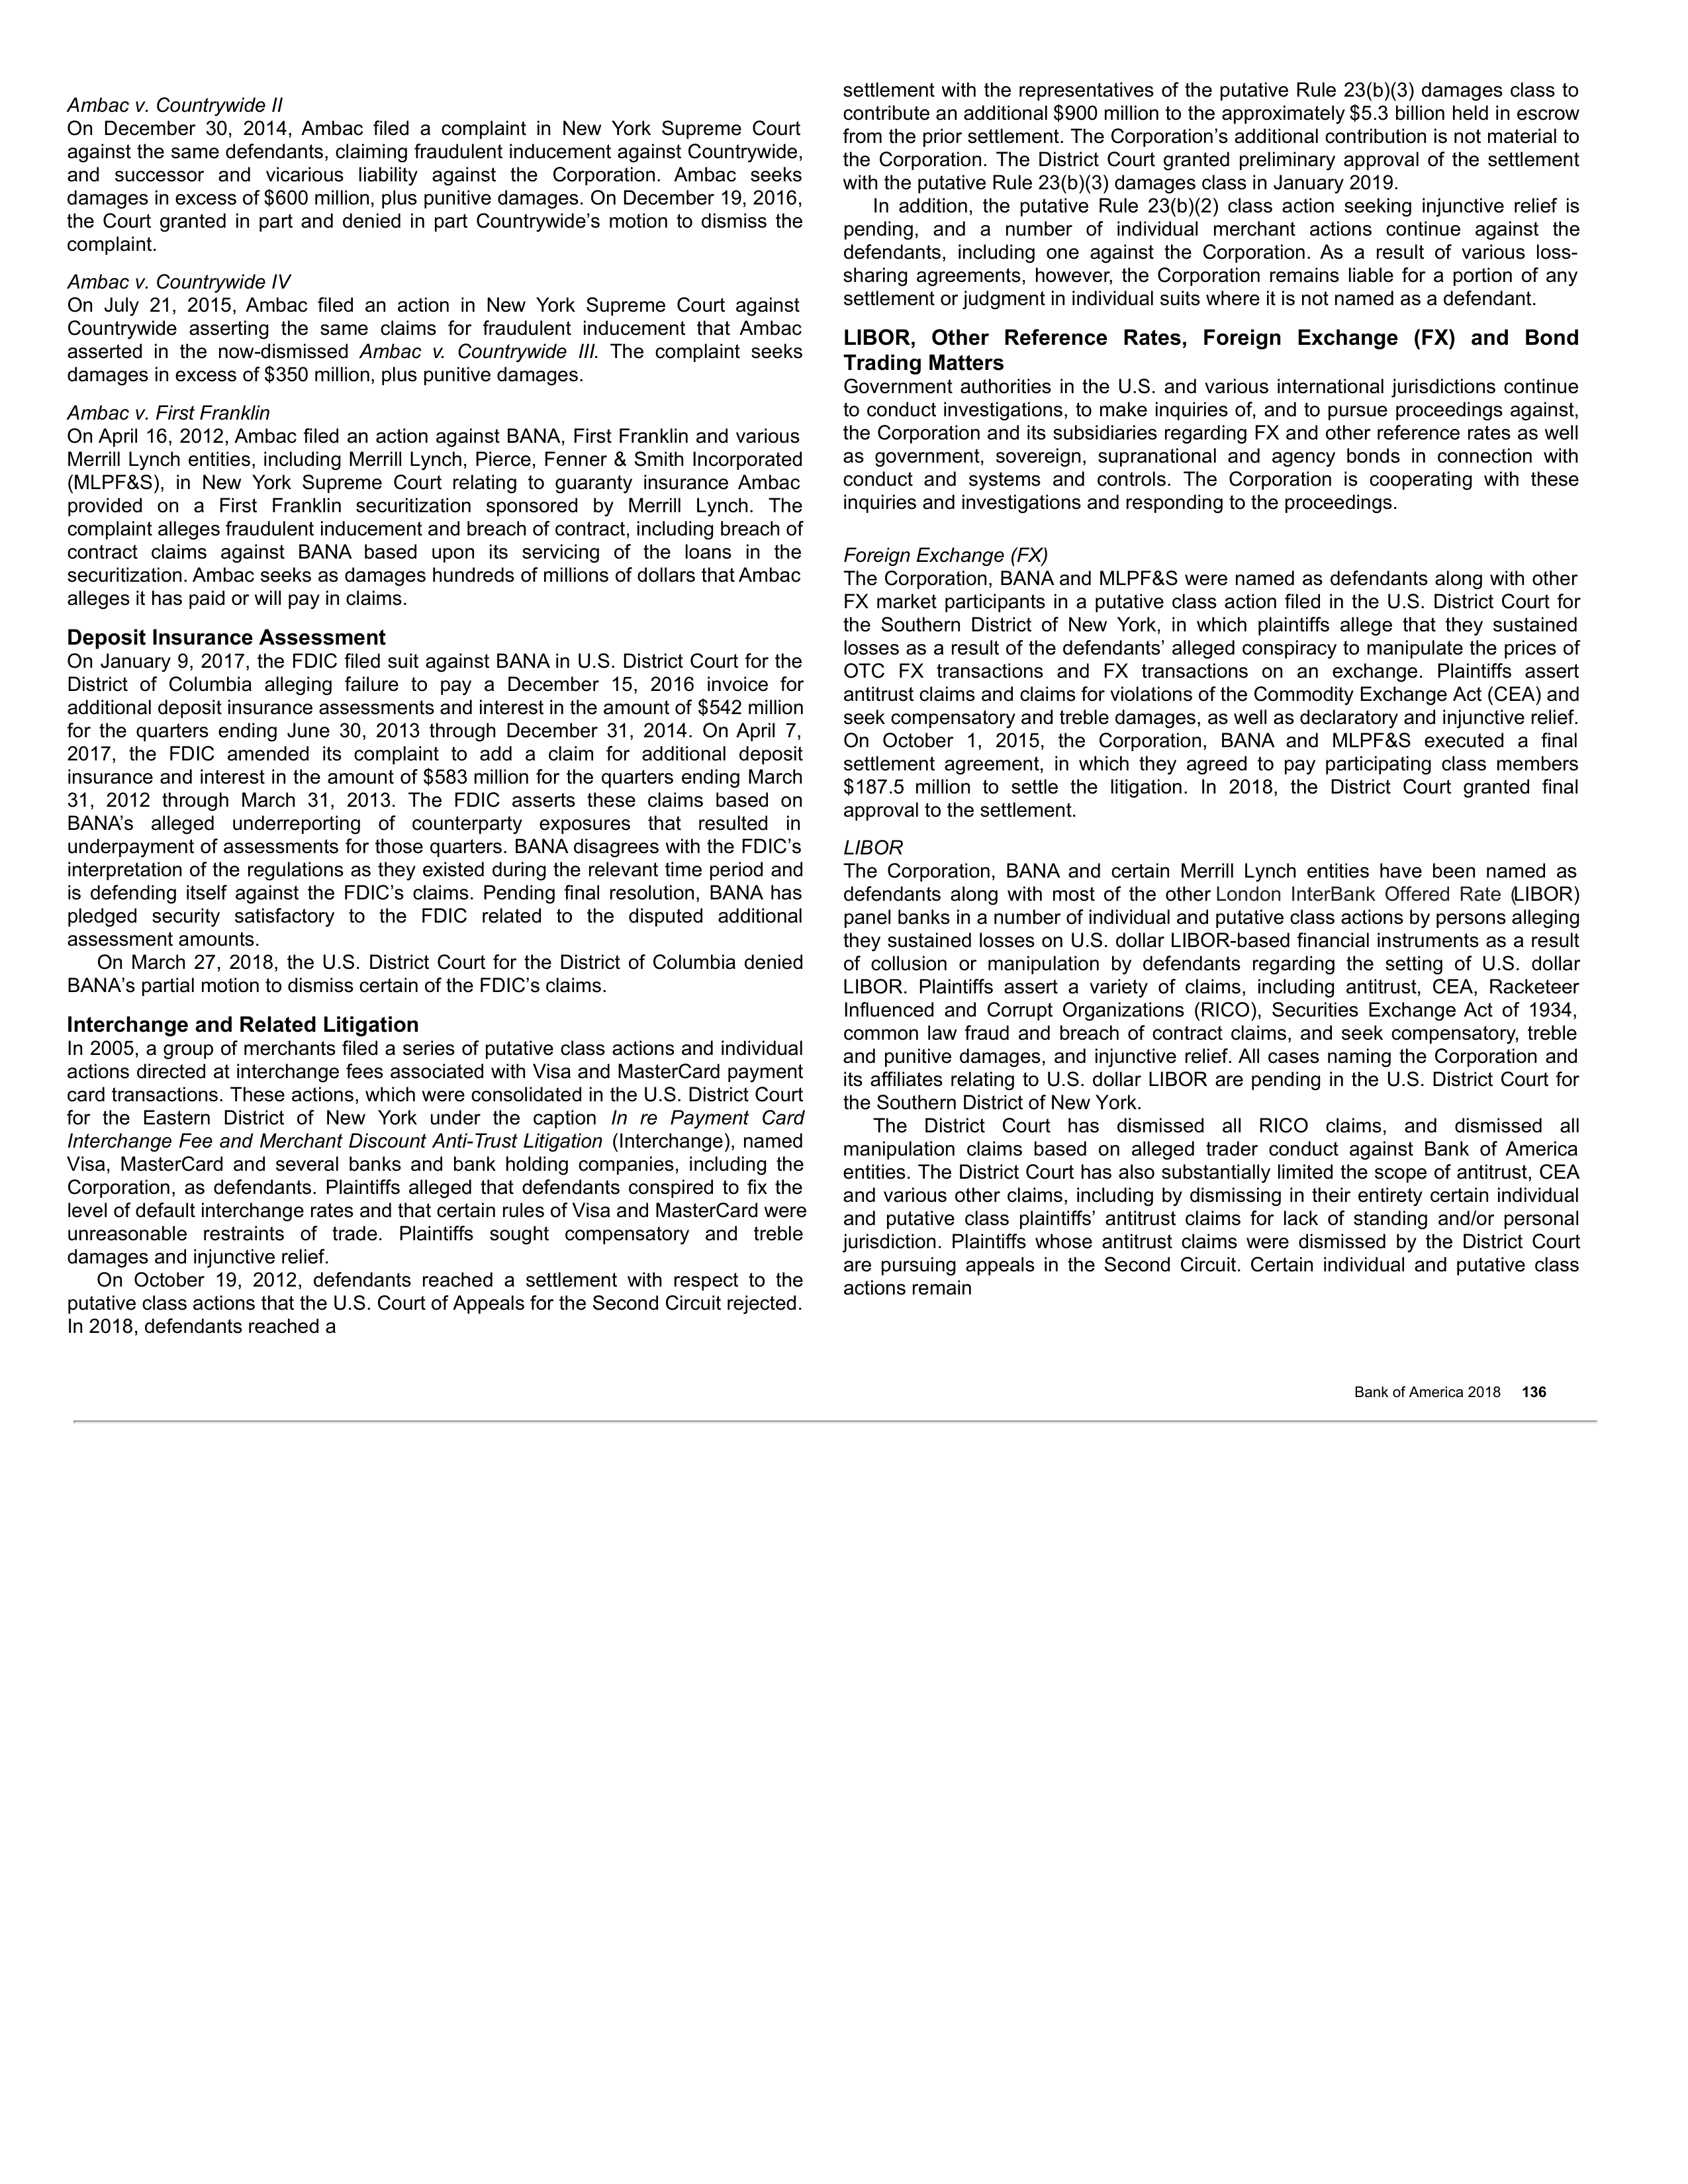 Ambac v. Countrywide II
On December 30, 2014, Ambac filed a complaint in New York Supreme Court
against the same defendants, claiming fraudulent inducement against Countrywide,
and successor and vicarious liability against the Corporation. Ambac seeks
damages in excess of $600 million, plus punitive damages. On December 19, 2016,
the Court granted in part and denied in part Countrywide’s motion to dismiss the
complaint.
Ambac v. Countrywide IV
On July 21, 2015, Ambac filed an action in New York Supreme Court against
Countrywide asserting the same claims for fraudulent inducement that Ambac
asserted in the now-dismissed Ambac v. Countrywide III. The complaint seeks
damages in excess of $350 million, plus punitive damages.
Ambac v. First Franklin
On April 16, 2012, Ambac filed an action against BANA, First Franklin and various
Merrill Lynch entities, including Merrill Lynch, Pierce, Fenner & Smith Incorporated
(MLPF&S), in New York Supreme Court relating to guaranty insurance Ambac
provided on a First Franklin securitization sponsored by Merrill Lynch. The
complaint alleges fraudulent inducement and breach of contract, including breach of
contract claims against BANA based upon its servicing of the loans in the
securitization. Ambac seeks as damages hundreds of millions of dollars that Ambac
alleges it has paid or will pay in claims.
Deposit Insurance Assessment
On January 9, 2017, the FDIC filed suit against BANA in U.S. District Court for the
District of Columbia alleging failure to pay a December 15, 2016 invoice for
additional deposit insurance assessments and interest in the amount of $542 million
for the quarters ending June 30, 2013 through December 31, 2014. On April 7,
2017, the FDIC amended its complaint to add a claim for additional deposit
insurance and interest in the amount of $583 million for the quarters ending March
31, 2012 through March 31, 2013. The FDIC asserts these claims based on
BANA’s alleged underreporting of counterparty exposures that resulted in
underpayment of assessments for those quarters. BANA disagrees with the FDIC’s
interpretation of the regulations as they existed during the relevant time period and
is defending itself against the FDIC’s claims. Pending final resolution, BANA has
pledged security satisfactory to the FDIC related to the disputed additional
assessment amounts.
On March 27, 2018, the U.S. District Court for the District of Columbia denied
BANA’s partial motion to dismiss certain of the FDIC’s claims.
Interchange and Related Litigation
In 2005, a group of merchants filed a series of putative class actions and individual
actions directed at interchange fees associated with Visa and MasterCard payment
card transactions. These actions, which were consolidated in the U.S. District Court
for the Eastern District of New York under the caption In re Payment Card
Interchange Fee and Merchant Discount Anti-Trust Litigation (Interchange), named
Visa, MasterCard and several banks and bank holding companies, including the
Corporation, as defendants. Plaintiffs alleged that defendants conspired to fix the
level of default interchange rates and that certain rules of Visa and MasterCard were
unreasonable restraints of trade. Plaintiffs sought compensatory and treble
damages and injunctive relief.
On October 19, 2012, defendants reached a settlement with respect to the
putative class actions that the U.S. Court of Appeals for the Second Circuit rejected.
In 2018, defendants reached a
settlement with the representatives of the putative Rule 23(b)(3) damages class to
contribute an additional $900 million to the approximately $5.3 billion held in escrow
from the prior settlement. The Corporation’s additional contribution is not material to
the Corporation. The District Court granted preliminary approval of the settlement
with the putative Rule 23(b)(3) damages class in January 2019.
In addition, the putative Rule 23(b)(2) class action seeking injunctive relief is
pending, and a number of individual merchant actions continue against the
defendants, including one against the Corporation. As a result of various loss-
sharing agreements, however, the Corporation remains liable for a portion of any
settlement or judgment in individual suits where it is not named as a defendant.
LIBOR, Other Reference Rates, Foreign Exchange (FX) and Bond
Trading Matters
Government authorities in the U.S. and various international jurisdictions continue
to conduct investigations, to make inquiries of, and to pursue proceedings against,
the Corporation and its subsidiaries regarding FX and other reference rates as well
as government, sovereign, supranational and agency bonds in connection with
conduct and systems and controls. The Corporation is cooperating with these
inquiries and investigations and responding to the proceedings.
Foreign Exchange (FX)
The Corporation, BANA and MLPF&S were named as defendants along with other
FX market participants in a putative class action filed in the U.S. District Court for
the Southern District of New York, in which plaintiffs allege that they sustained
losses as a result of the defendants’ alleged conspiracy to manipulate the prices of
OTC FX transactions and FX transactions on an exchange. Plaintiffs assert
antitrust claims and claims for violations of the Commodity Exchange Act (CEA) and
seek compensatory and treble damages, as well as declaratory and injunctive relief.
On October 1, 2015, the Corporation, BANA and MLPF&S executed a final
settlement agreement, in which they agreed to pay participating class members
$187.5 million to settle the litigation. In 2018, the District Court granted final
approval to the settlement.
LIBOR
The Corporation, BANA and certain Merrill Lynch entities have been named as
defendants along with most of the other London InterBank Offered Rate (LIBOR)
panel banks in a number of individual and putative class actions by persons alleging
they sustained losses on U.S. dollar LIBOR-based financial instruments as a result
of collusion or manipulation by defendants regarding the setting of U.S. dollar
LIBOR. Plaintiffs assert a variety of claims, including antitrust, CEA, Racketeer
Influenced and Corrupt Organizations (RICO), Securities Exchange Act of 1934,
common law fraud and breach of contract claims, and seek compensatory, treble
and punitive damages, and injunctive relief. All cases naming the Corporation and
its affiliates relating to U.S. dollar LIBOR are pending in the U.S. District Court for
the Southern District of New York.
The District Court has dismissed all RICO claims, and dismissed all
manipulation claims based on alleged trader conduct against Bank of America
entities. The District Court has also substantially limited the scope of antitrust, CEA
and various other claims, including by dismissing in their entirety certain individual
and putative class plaintiffs’ antitrust claims for lack of standing and/or personal
jurisdiction. Plaintiffs whose antitrust claims were dismissed by the District Court
are pursuing appeals in the Second Circuit. Certain individual and putative class
actions remain
Bank of America 2018 136